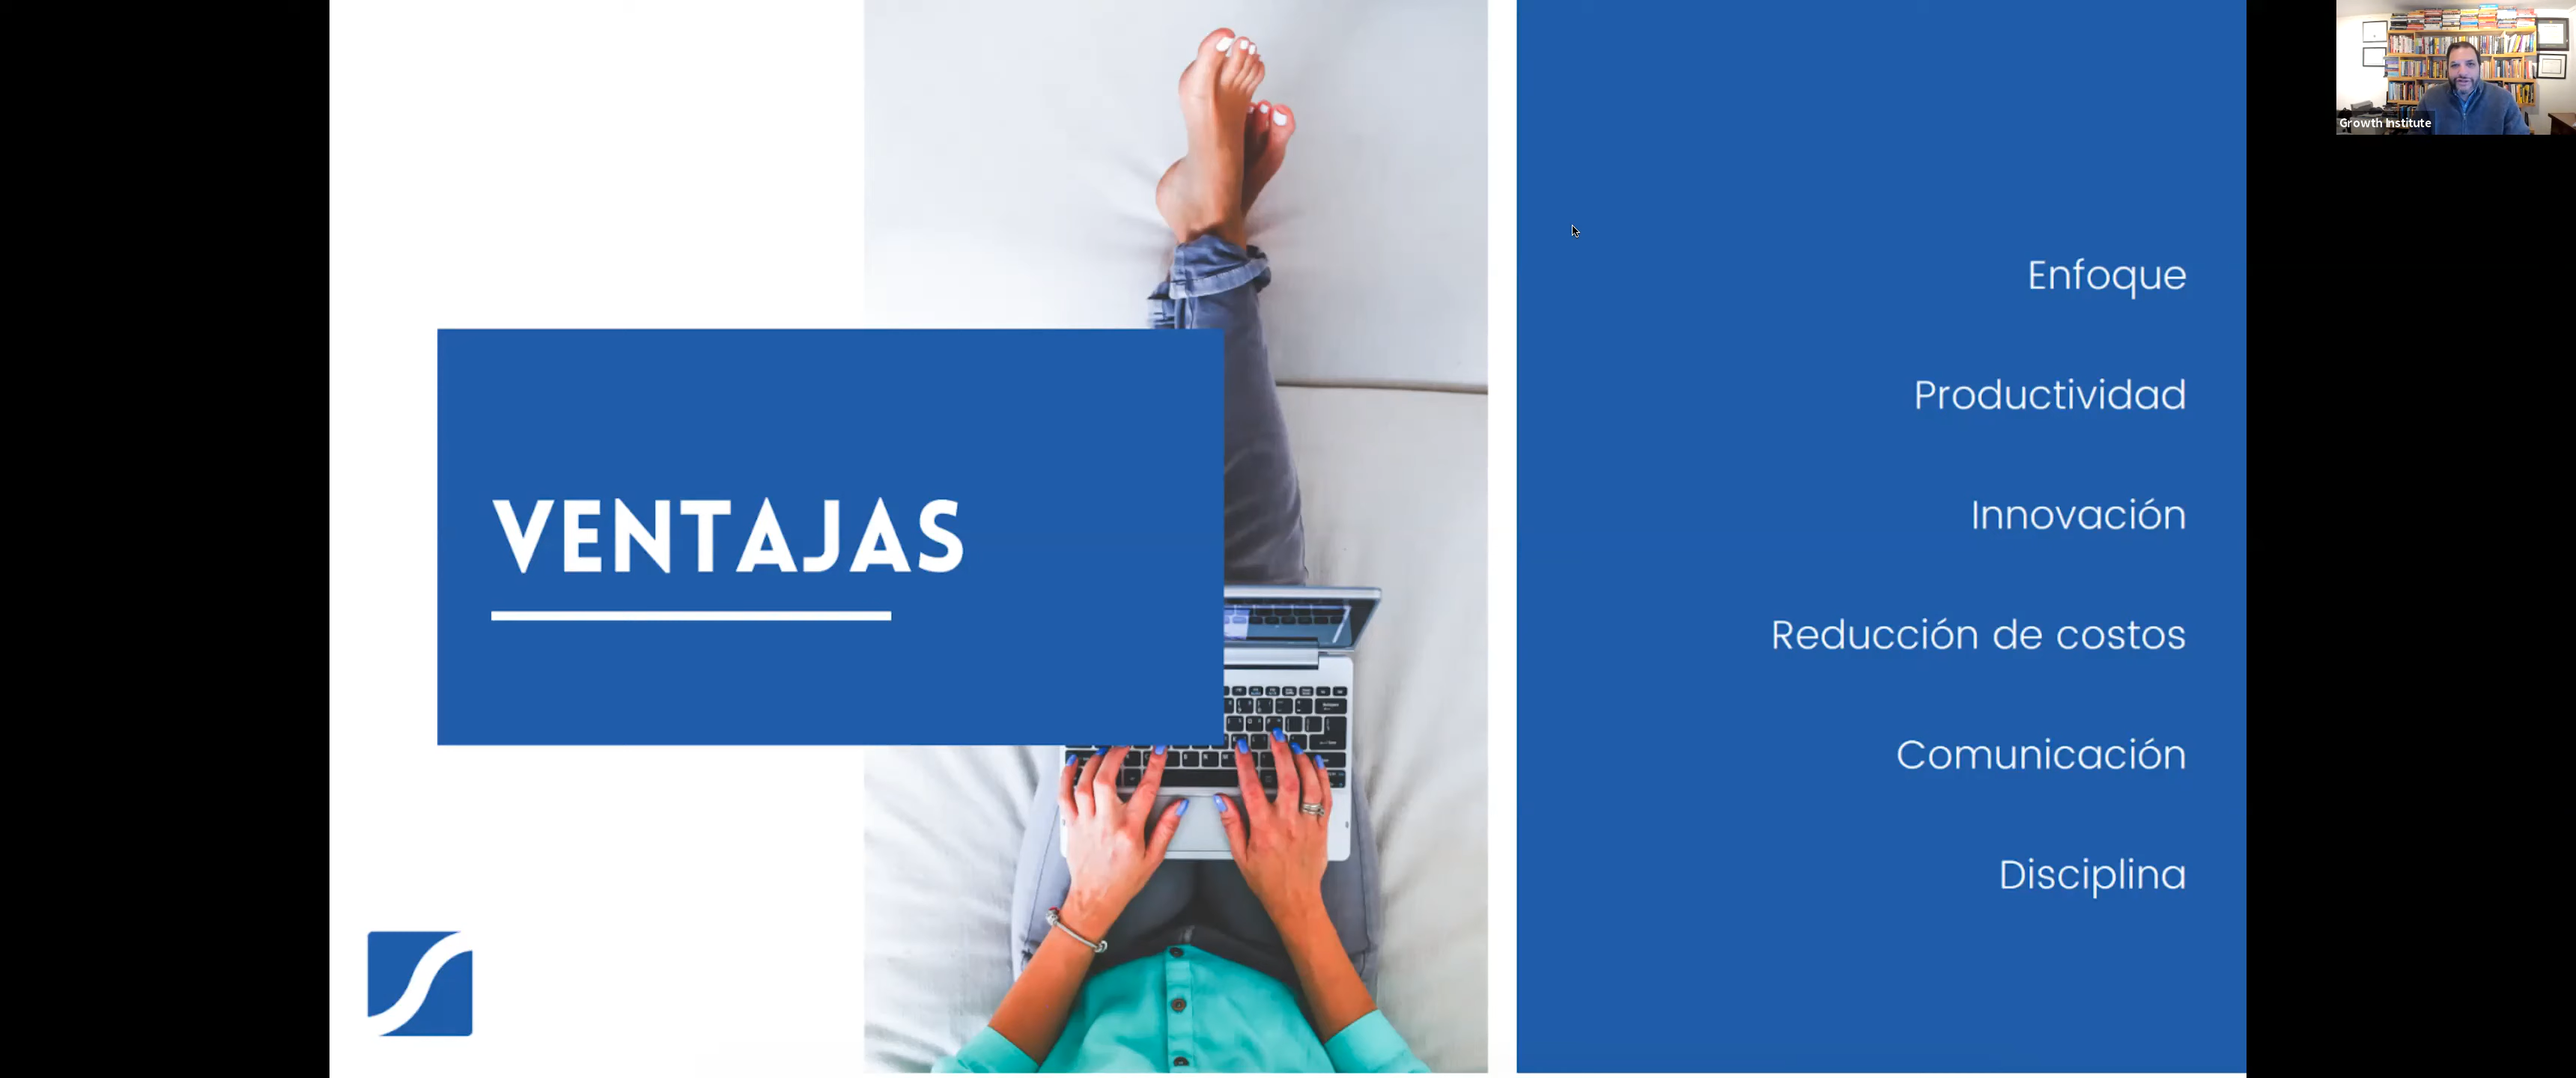 VENTAJAS
Enfoque
Productividad
Innovación
Reducción de costos
Comunicación
Disciplina
Growth Institute